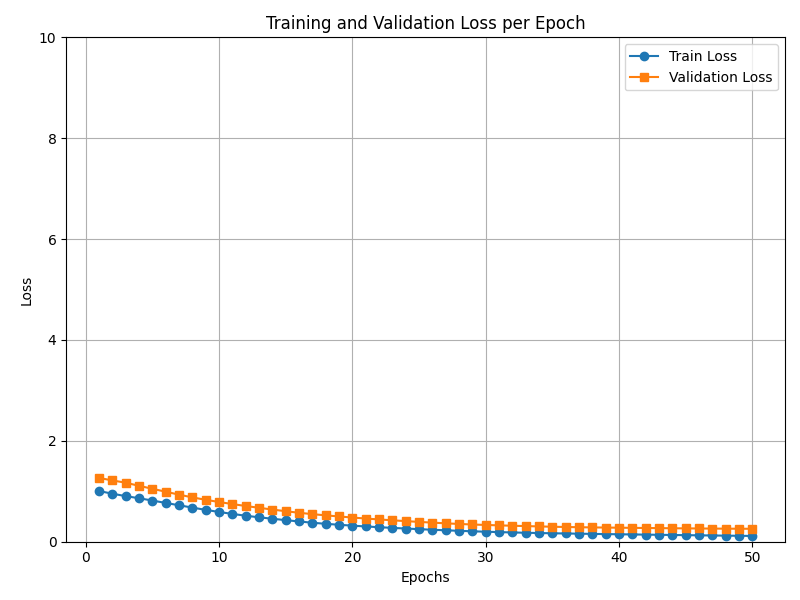 Training and Validation Loss per Epoch
Train Loss
Validation Loss
Loss
10
8
6
4
2
0
0 10 20 30 40 50
Epochs